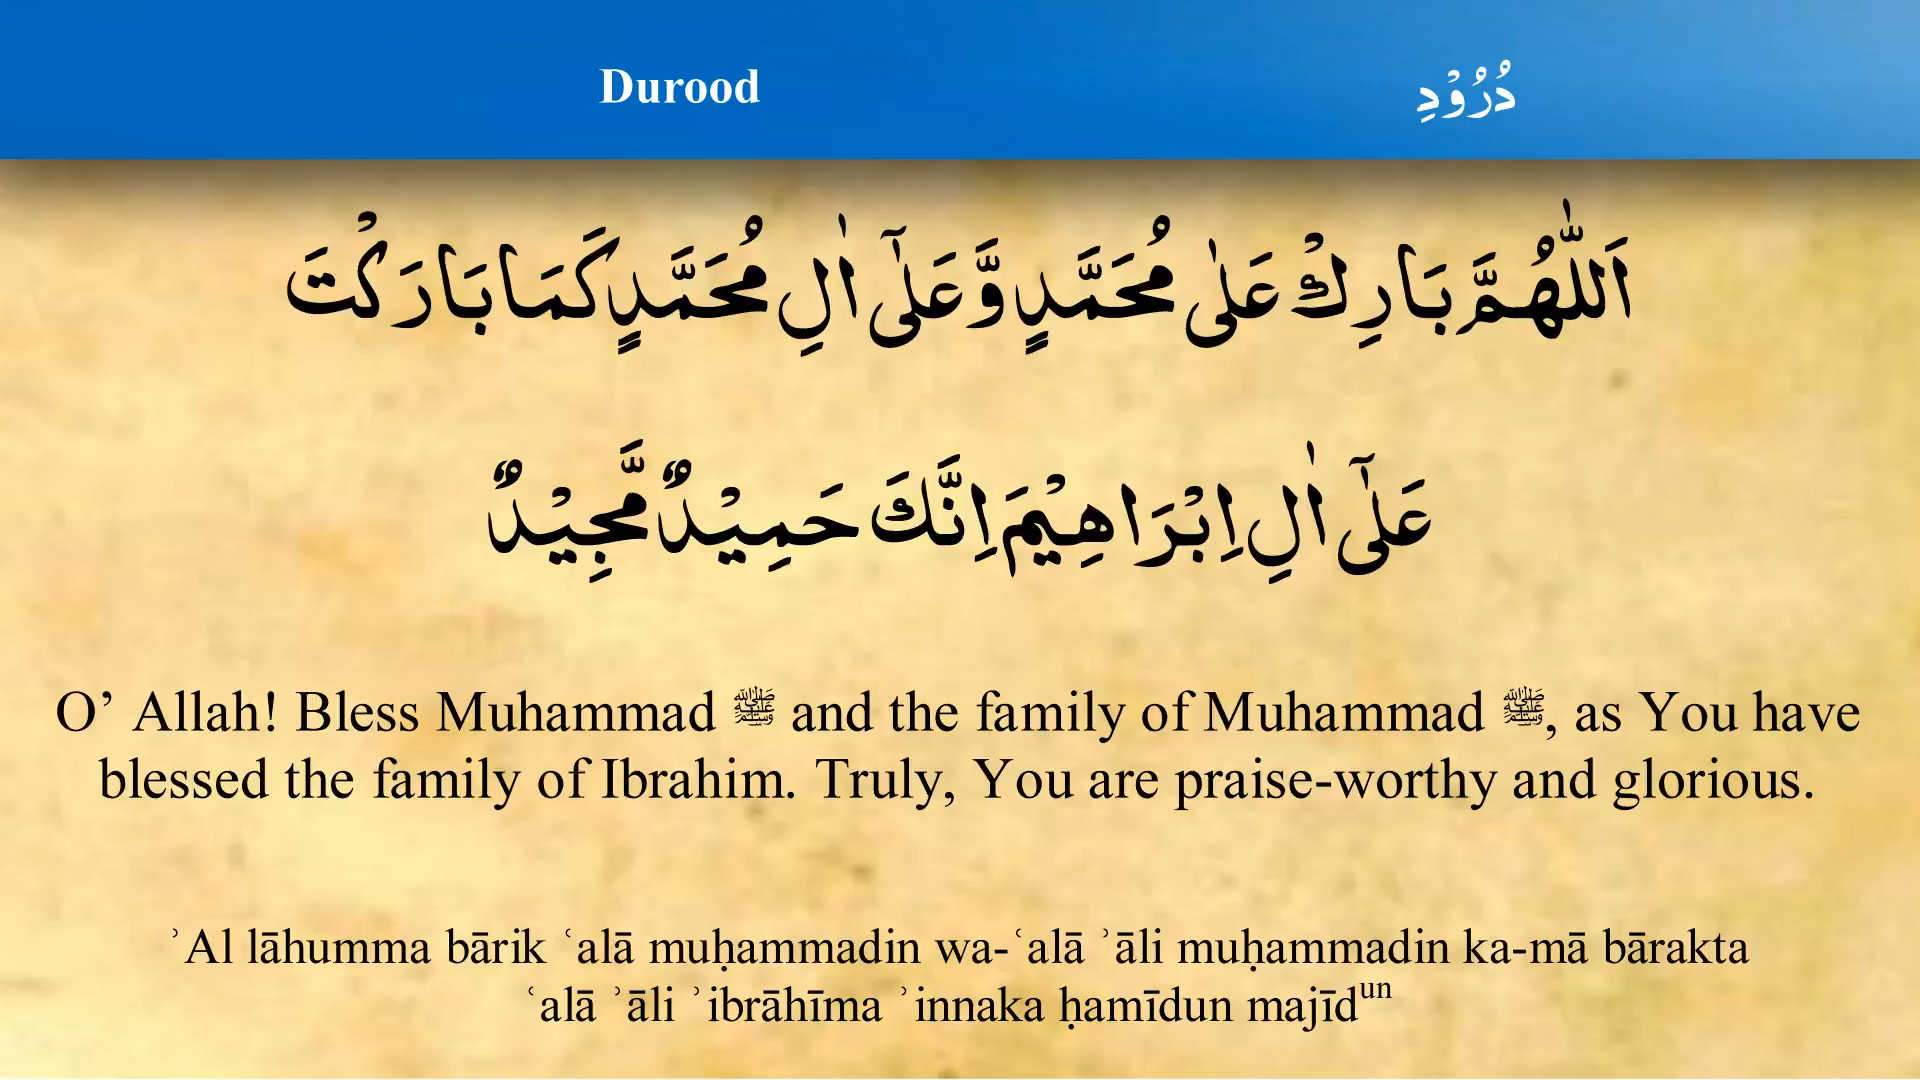 Durood
دُرُوْدِ
اَللّٰهُمَّ بَارِكْ عَلٰى مُحَمَّدٍ وَّعَلٰٓى اٰلِ مُحَمَّدٍ كَمَا بَارَكْتَ
عَلٰٓى اٰلِ اِبْرَاهِيْمَ اِنَّكَ حَمِيْدٌ مَّجِيْدٌ
O’ Allah! Bless Muhammad ﷺ and the family of Muhammad ﷺ, as You have
blessed the family of Ibrahim. Truly, You are praise-worthy and glorious.
ʾAl lāhumma bārik ʿalā muḥammadin wa-ʿalā ʾāli muḥammadin ka-mā bārakta
ʿalā ʾāli ʾibrāhīma ʾinnaka ḥamīdun majīdun